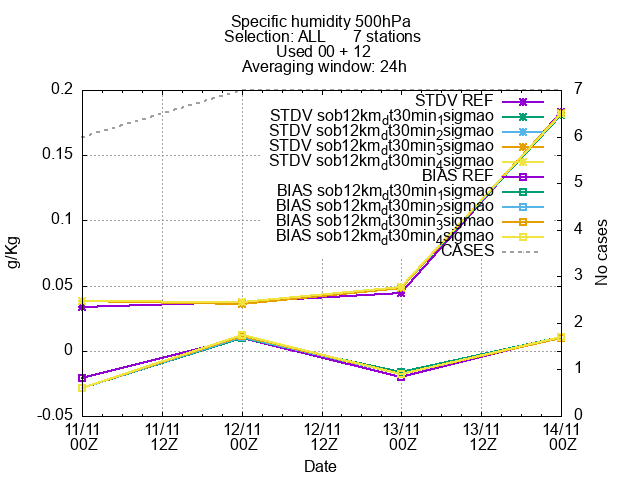 Specific humidity 500hPa
Selection: ALL 7 stations
Used 00 + 12
Averaging window: 24h
STDV REF
STDV sob12km_dt30min_1sigmao
STDV sob12km_dt30min_2sigmao
STDV sob12km_dt30min_3sigmao
STDV sob12km_dt30min_4sigmao
BIAS REF
BIAS sob12km_dt30min_1sigmao
BIAS sob12km_dt30min_2sigmao
BIAS sob12km_dt30min_3sigmao
BIAS sob12km_dt30min_4sigmao
CASES
0.2
0.15
0.1
0.05
0
-0.05
g/Kg
7
6
5
4
3
2
1
0
No cases
11/11 11/11 12/11 12/11 13/11 13/11 14/11
00Z 12Z 00Z 12Z 00Z 12Z 00Z
Date